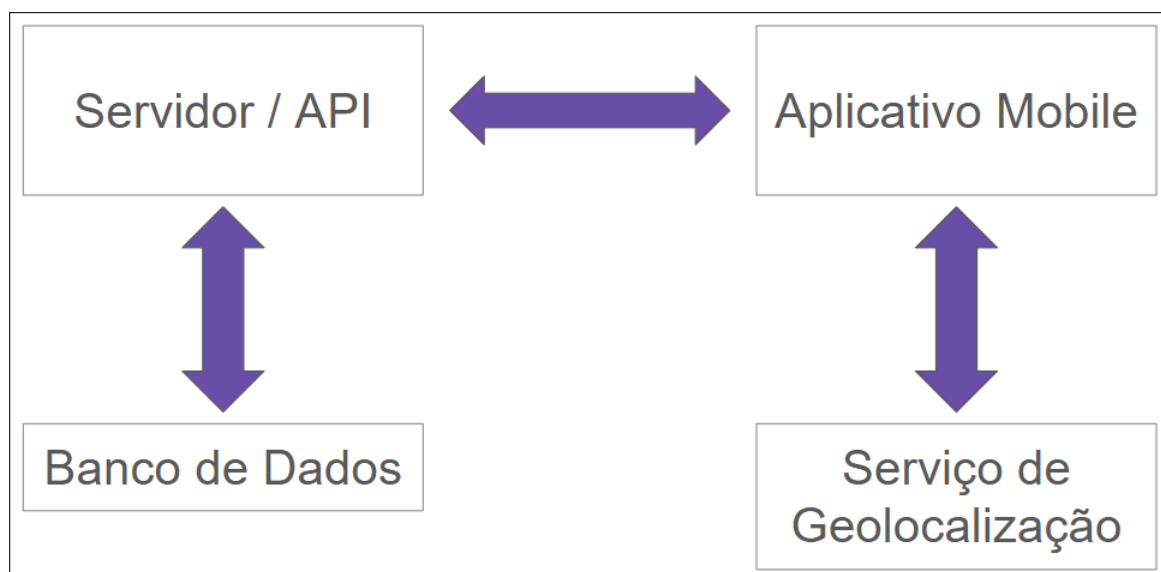 Servidor / API
Aplicativo Mobile
Banco de Dados
Serviço de
Geolocalização